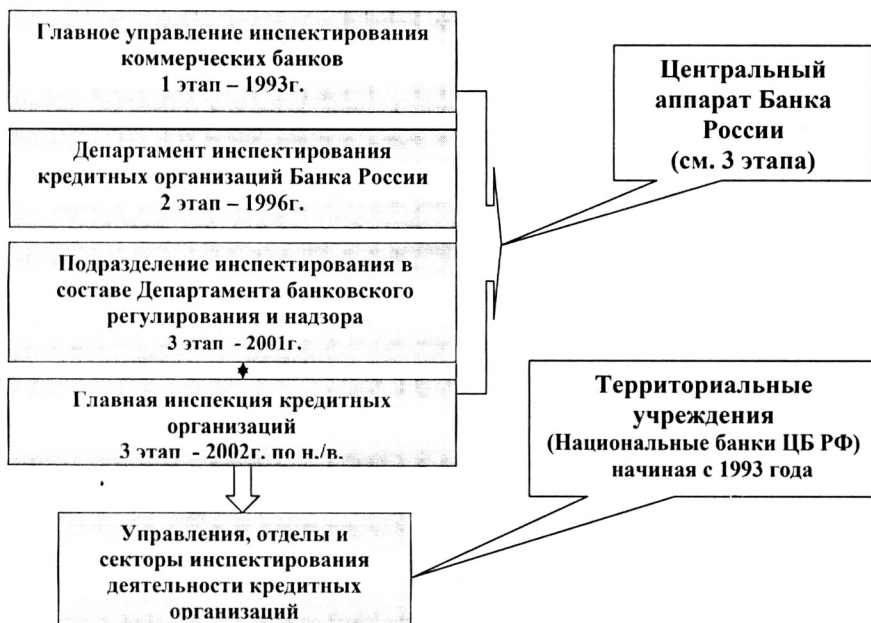 Главное управление инспектирования
коммерческих банков
1 этап – 1993г.
Департамент инспектирования
кредитных организаций Банка России
2 этап – 1996г.
Подразделение инспектирования в
составе Департамента банковского
регулирования и надзора
3 этап - 2001г.
Главная инспекция кредитных
организаций
3 этап - 2002г. по н./в.
Управления, отделы и
секторы инспектирования
деятельности кредитных
организаций
Центральный
аппарат Банка
России
(см. 3 этапа)
Территориальные
учреждения
(Национальные банки ЦБ РФ)
начиная с 1993 года